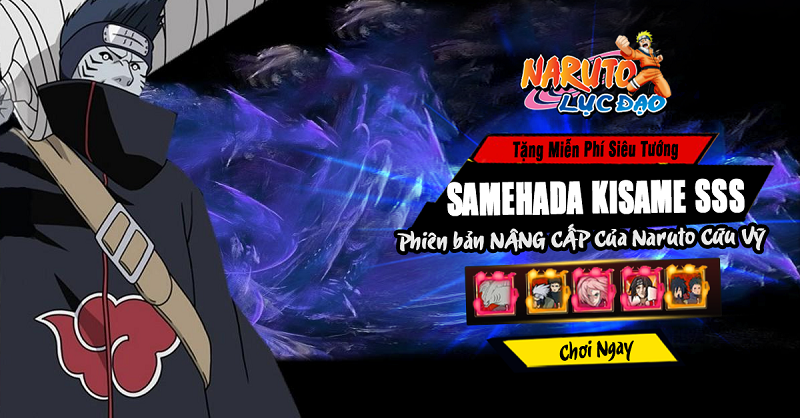 NARUTO
LỤC ĐẠO
Tặng Miễn Phí Siêu Tướng
SAMEHADA KISAME SSS
Phiên bản NÂNG CẤP Của Naruto Cửu Vỹ
Chơi Ngay